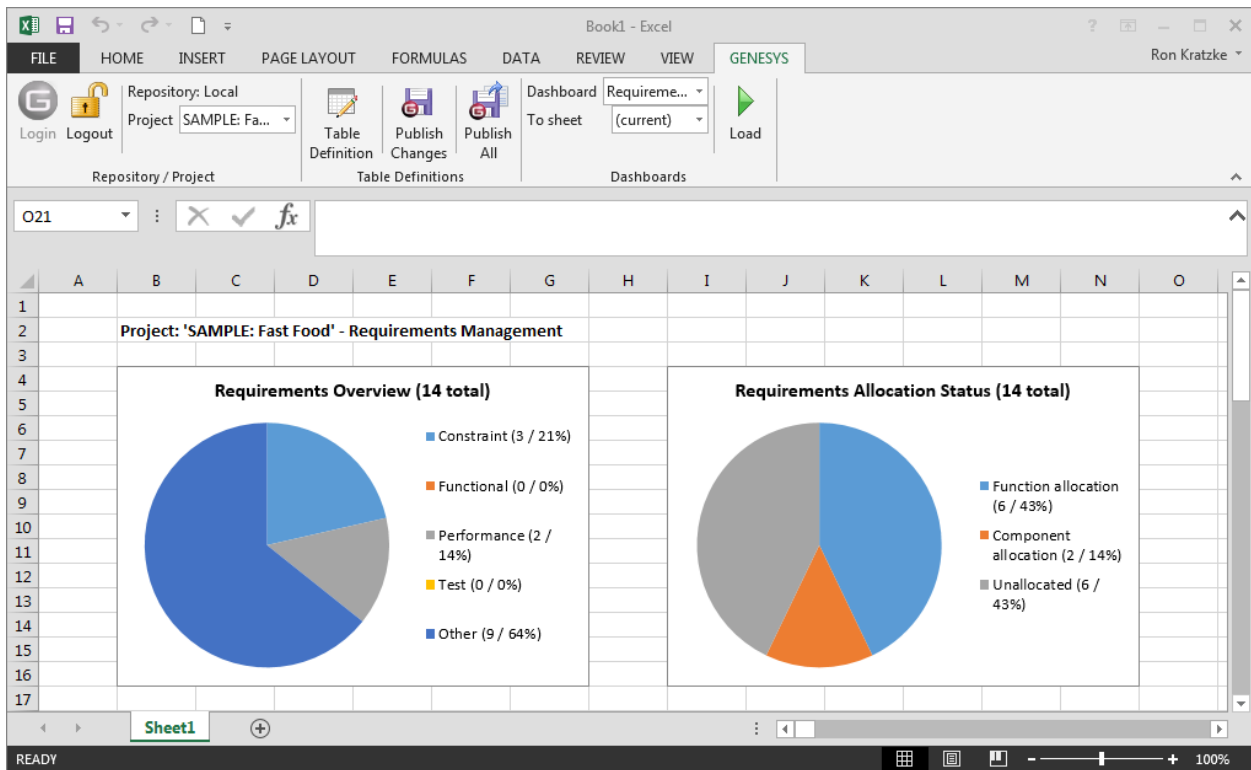 Book1 - Excel
FILE HOME INSERT PAGE LAYOUT FORMULAS DATA REVIEW VIEW GENESYS Ron Kratzke
Repository: Local
Project SAMPLE: Fa...
Login Logout
Table
Definition
Publish
Changes
Publish
All
Dashboard Requireme...
To sheet (current)
Load
Repository / Project Table Definitions Dashboards
O21 fx
A B C D E F G H I J K L M N O
1
2 Project: 'SAMPLE: Fast Food' - Requirements Management
3
4
5
6
7
8
9
10
11
12
13
14
15
16
17
Requirements Overview (14 total)
Constraint (3 / 21%)
Functional (0 / 0%)
Performance (2 /
14%)
Test (0 / 0%)
Other (9 / 64%)
Requirements Allocation Status (14 total)
Function allocation
(6 / 43%)
Component
allocation (2 / 14%)
Unallocated (6 /
43%)
Sheet1
READY 100%